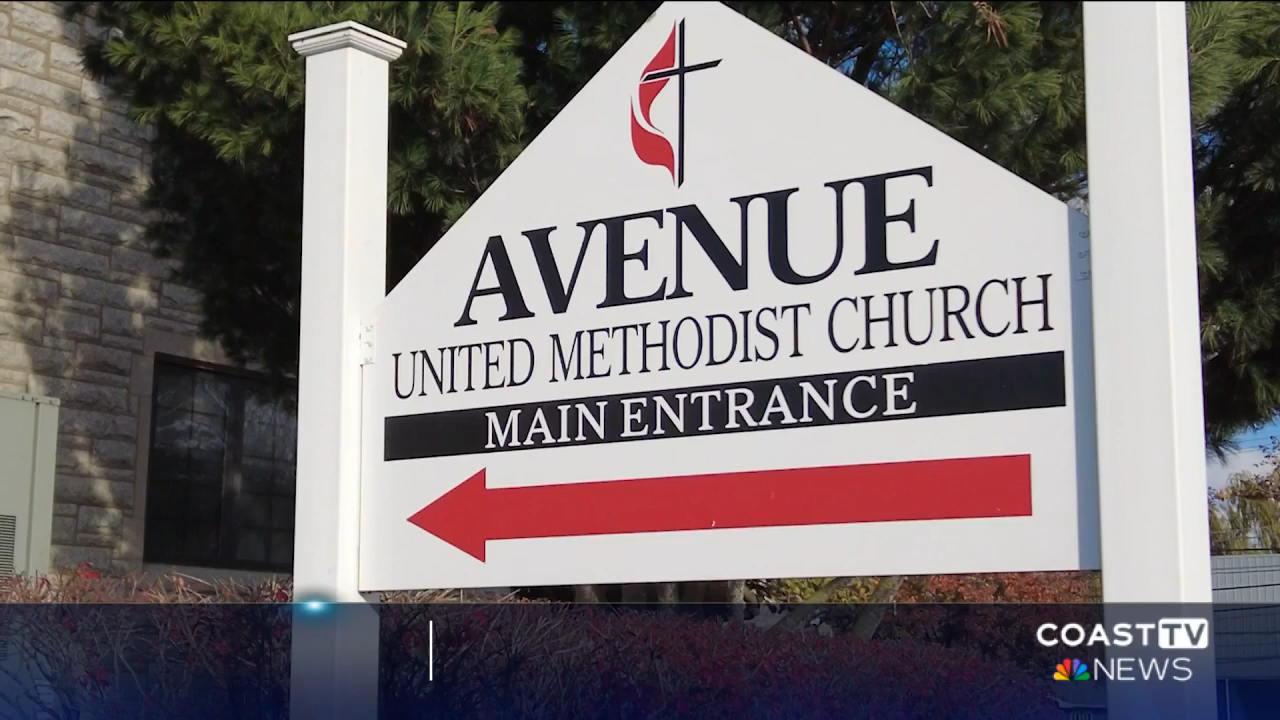 AVENUE
UNITED METHODIST CHURCH
MAIN ENTRANCE
COAST TV
NEWS